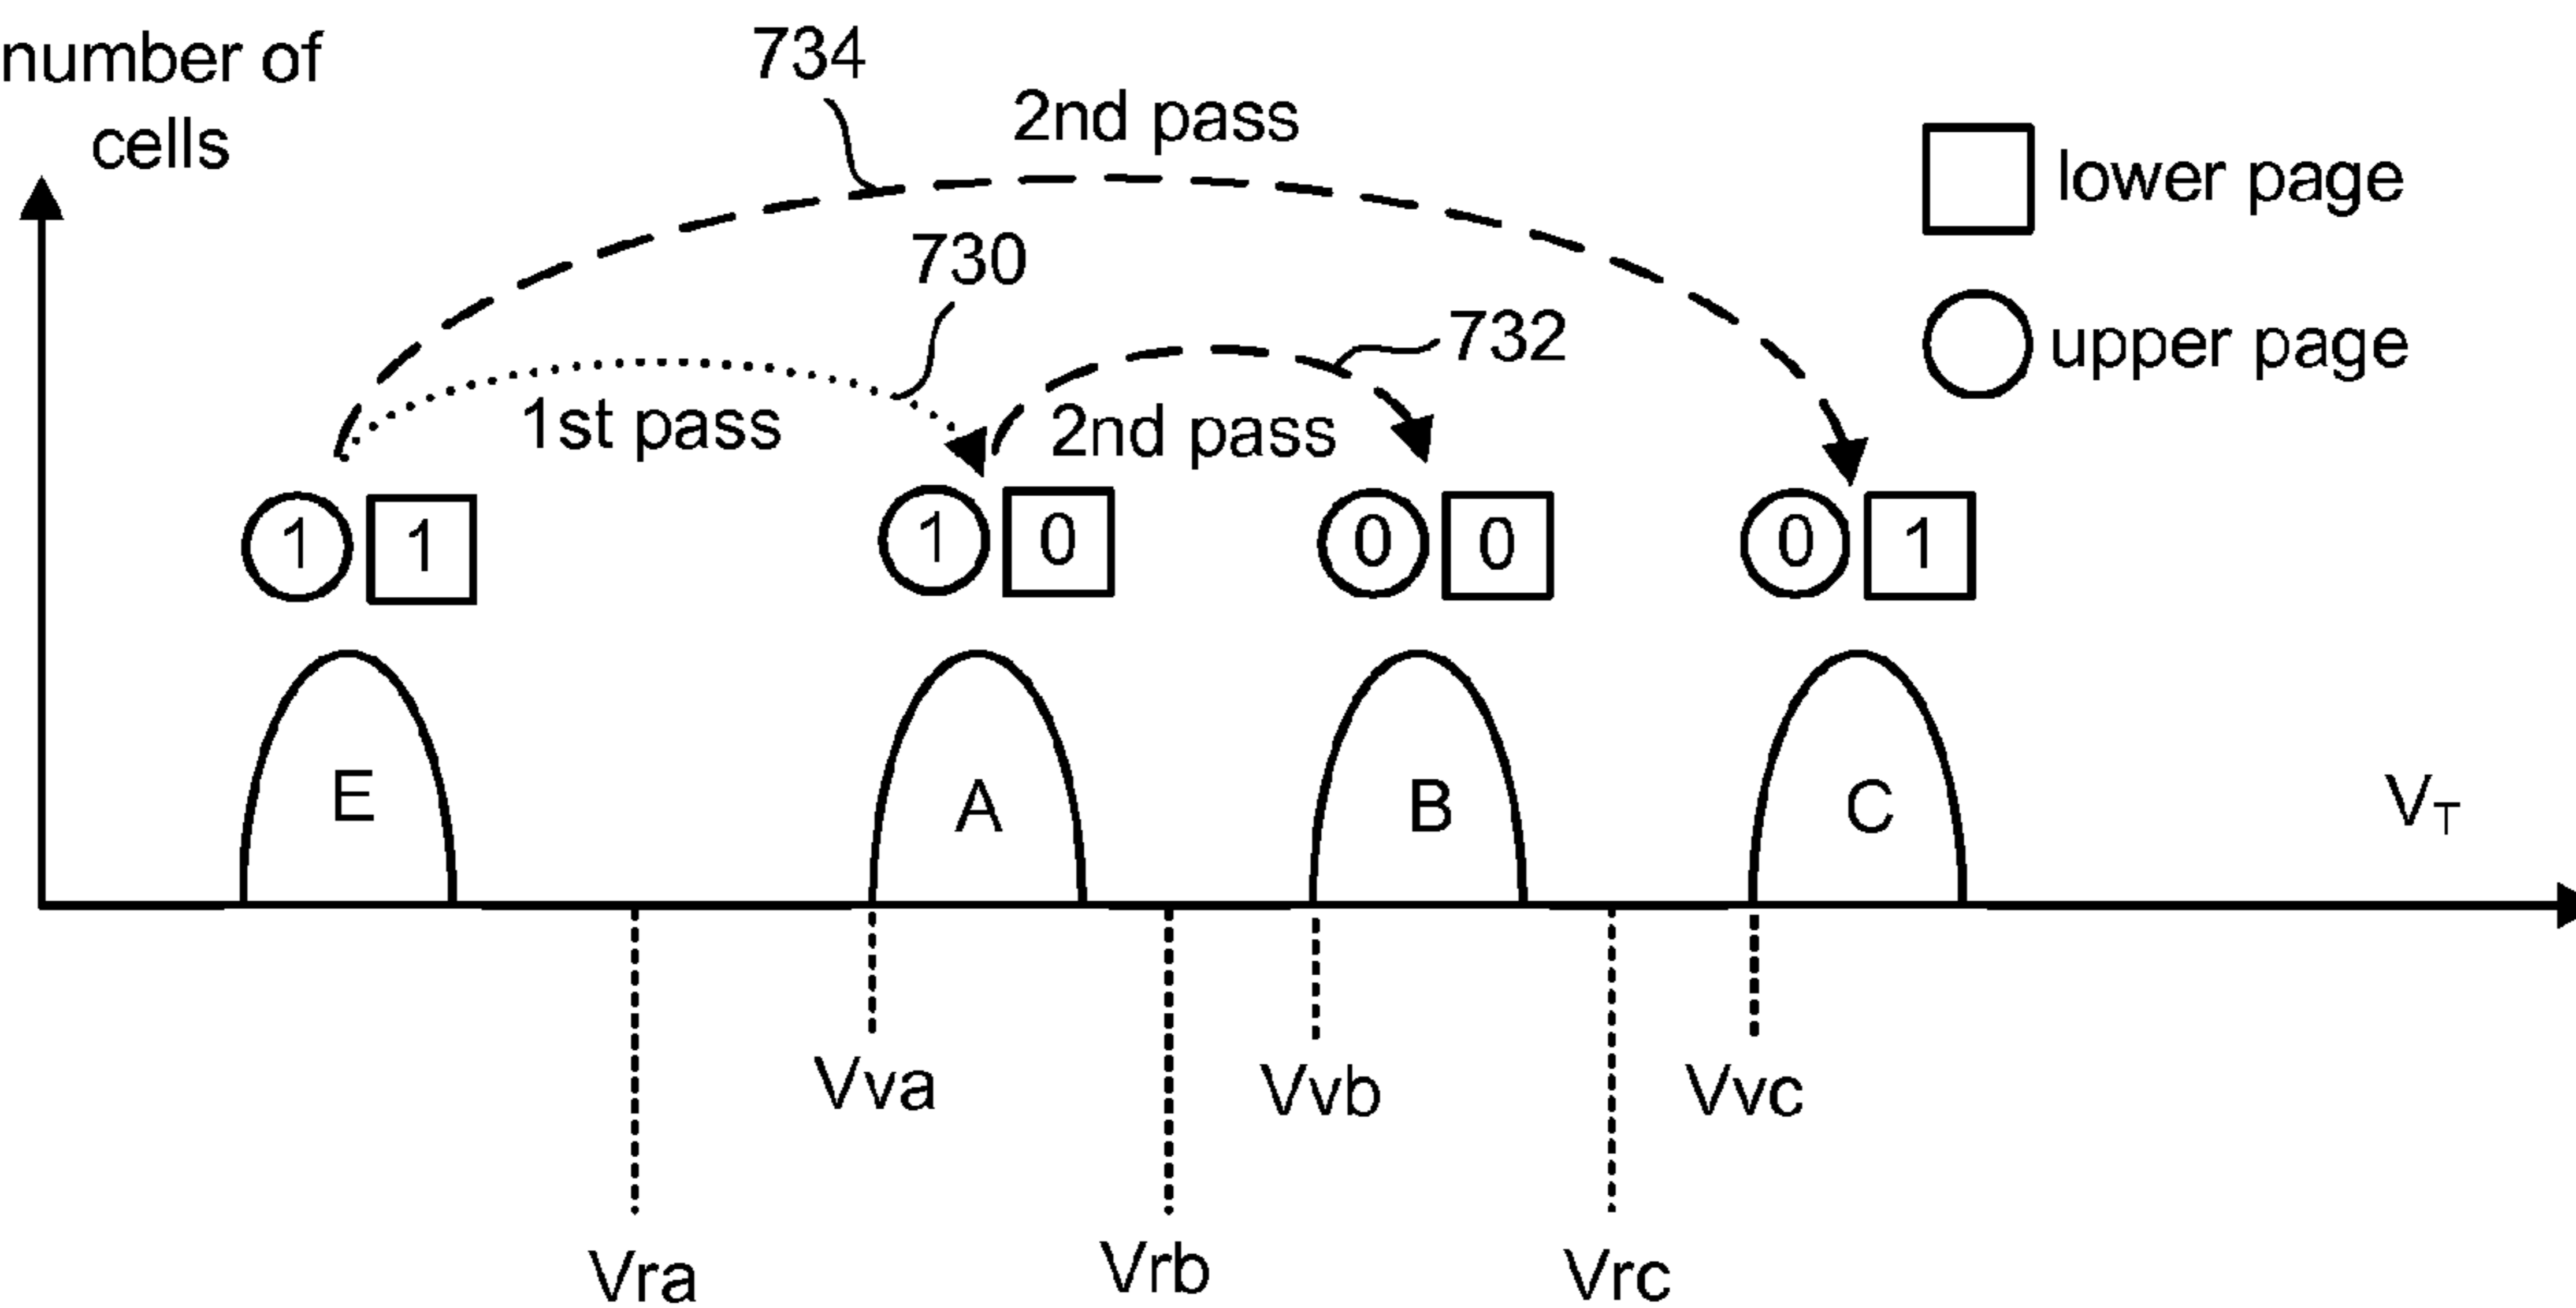 number of
cells
734
2nd pass
lower page
730
732
upper page
1st pass
2nd pass
1 1
1 0
0 0
0 1
E
A
B
C
VT
Vva
Vvb
Vvc
Vra
Vrb
Vrc